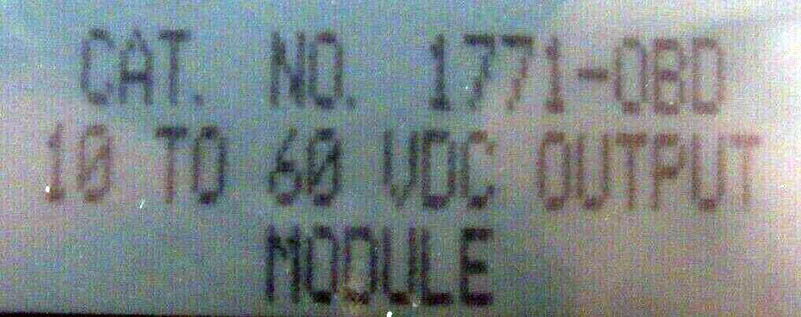 CAT. NO. 1771-OBD
10 TO 60 VDC OUTPUT
MODULE